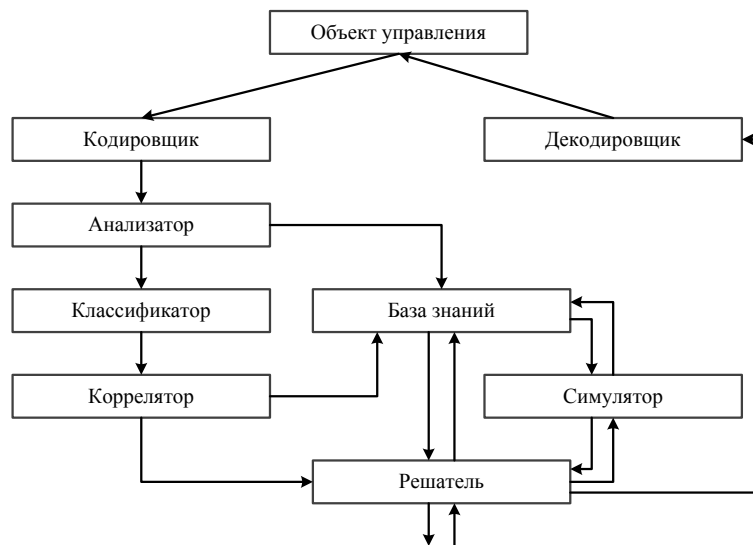 Объект управления
Кодировщик
Декодировщик
Анализатор
Классификатор
База знаний
Коррелятор
Симулятор
Решатель